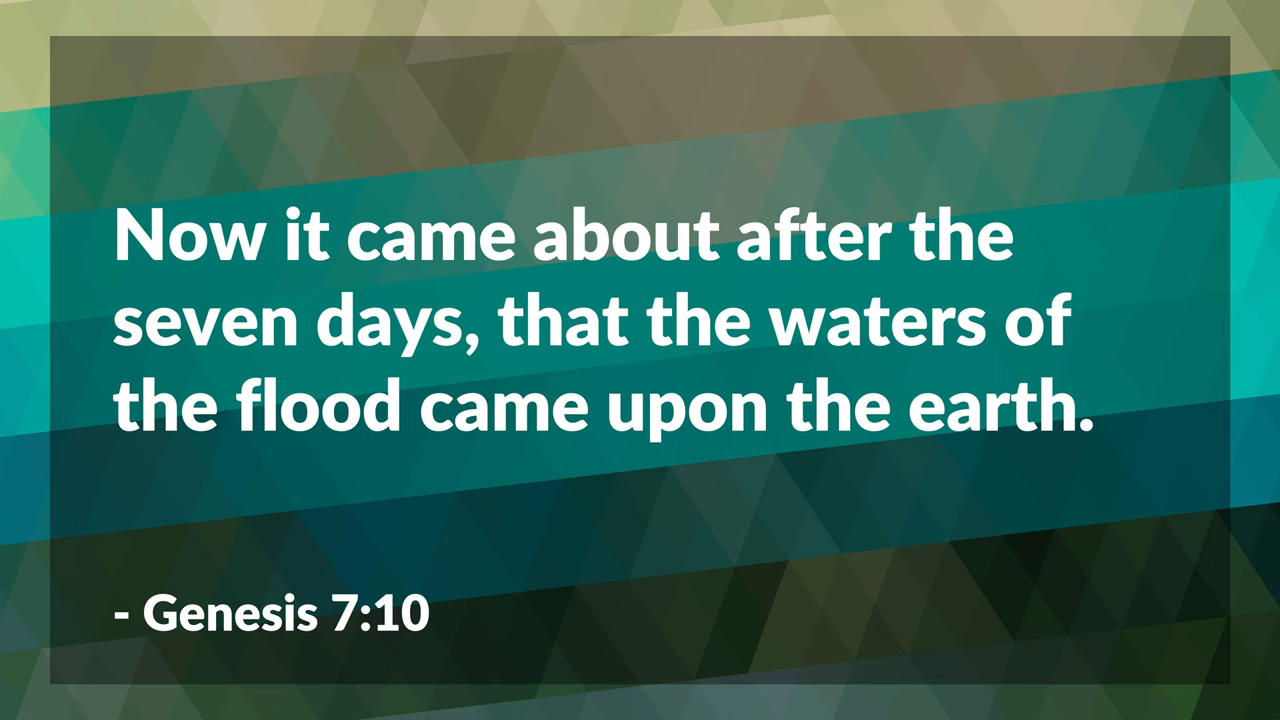 Now it came about after the
seven days, that the waters of
the flood came upon the earth.
- Genesis 7:10